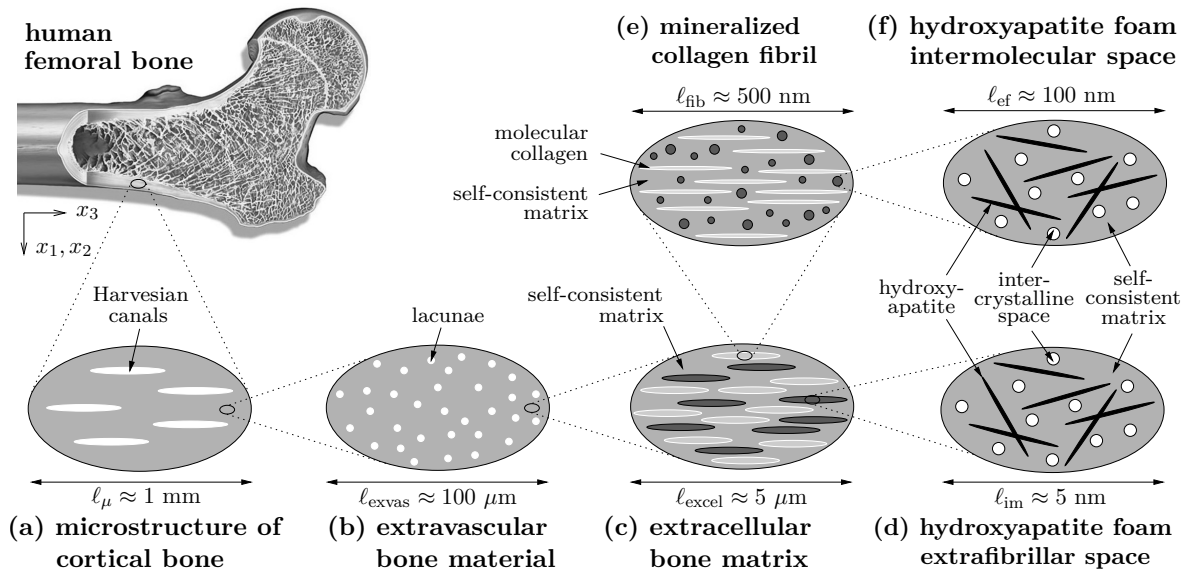 human
femoral bone
x₃
x₁, x₂
(e) mineralized
collagen fibril
ℓfib ≈ 500 nm
molecular
collagen
self-consistent
matrix
(f) hydroxyapatite foam
intermolecular space
ℓef ≈ 100 nm
hydroxy-
apatite
inter-
crystalline
space
self-
consistent
matrix
Harvesian
canals
lacunae
self-consistent
matrix
ℓμ ≈ 1 mm
(a) microstructure of
cortical bone
ℓexvas ≈ 100 μm
(b) extravascular
bone material
ℓexcel ≈ 5 μm
(c) extracellular
bone matrix
ℓim ≈ 5 nm
(d) hydroxyapatite foam
extrafibrillar space